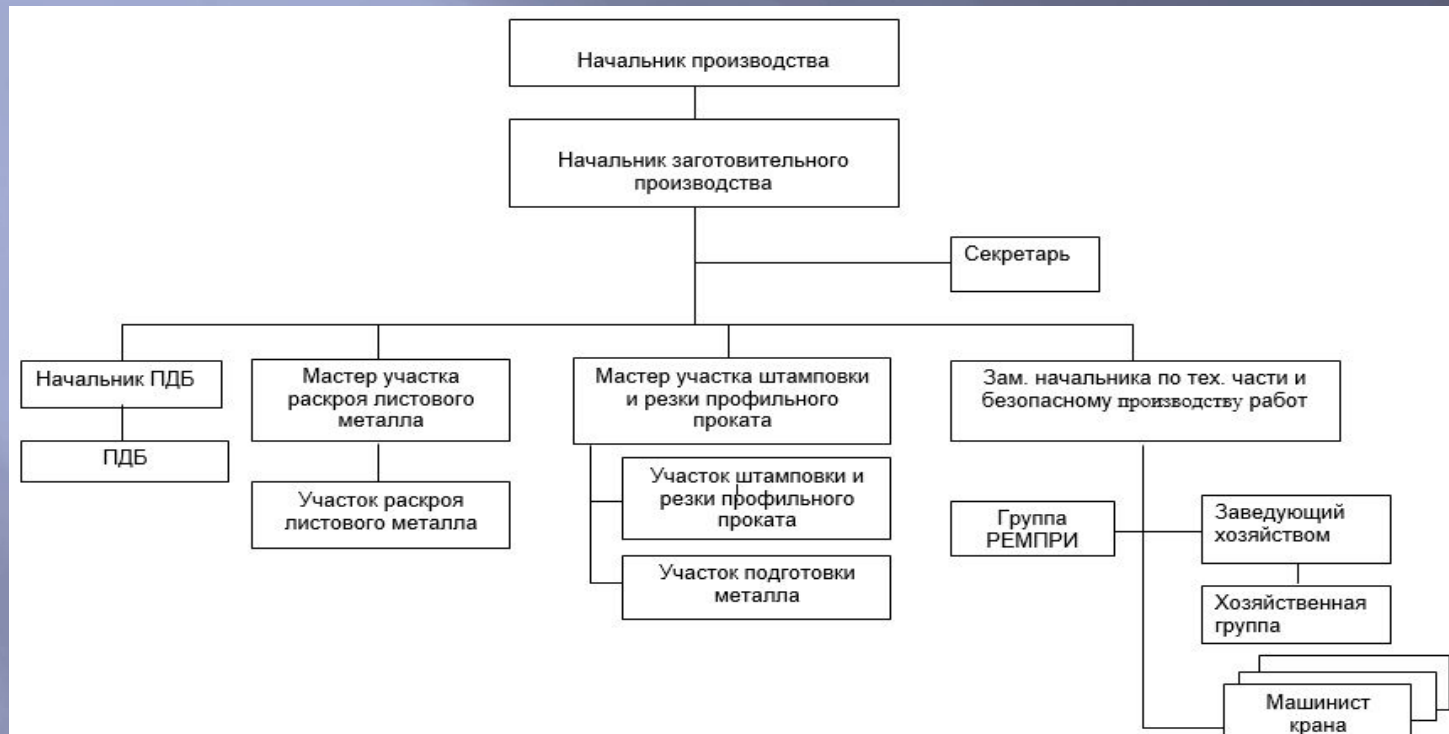 Начальник производства
Начальник заготовительного
производства
Секретарь
Начальник ПДБ
ПДБ
Мастер участка
раскроя листового
металла
Участок раскроя
листового металла
Мастер участка штамповки
и резки профильного
проката
Участок штамповки и
резки профильного
проката
Участок подготовки
металла
Зам. начальника по тех. части и
безопасному производству работ
Группа
РЕМПРИ
Заведующий
хозяйством
Хозяйственная
группа
Машинист
крана